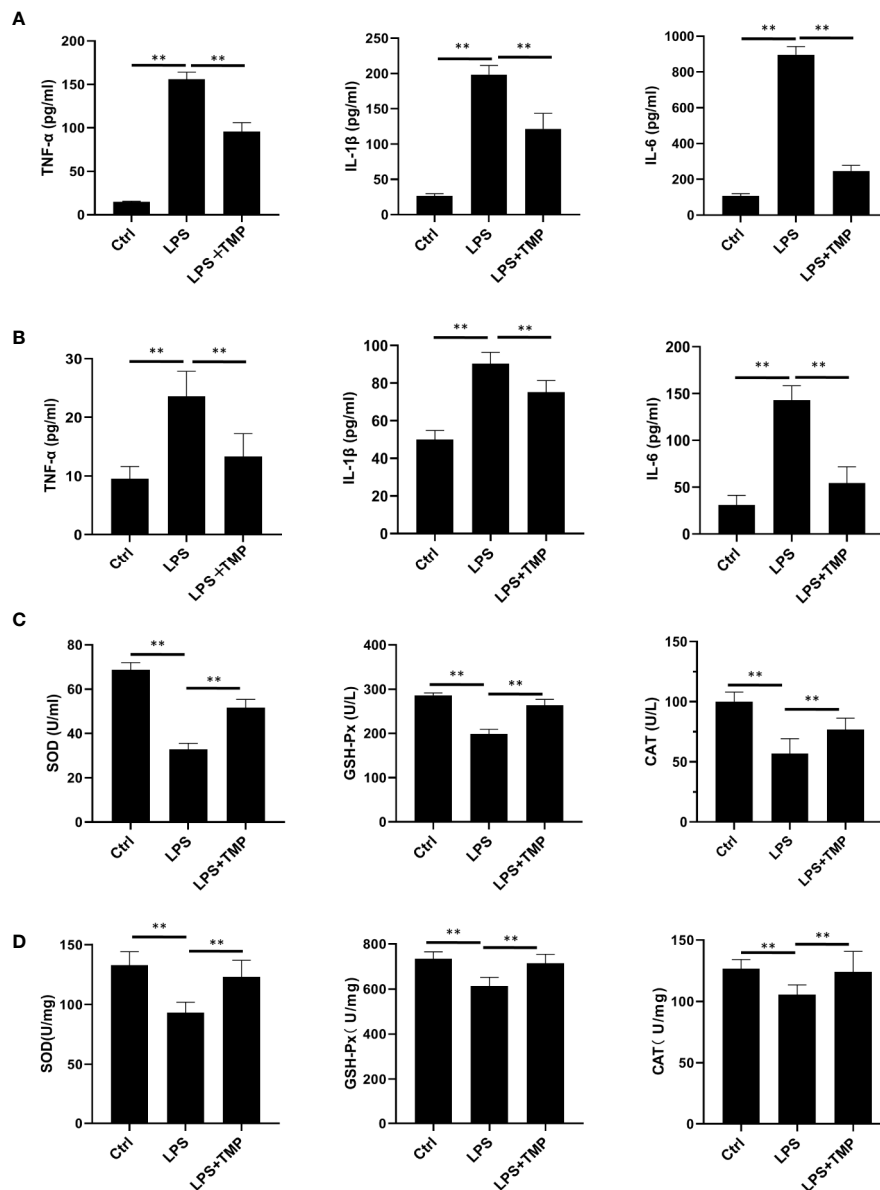 A
TNF-α (pg/ml)
200
150
100
50
0
** **
Ctrl
LPS
LPS+TMP
IL-1β (pg/ml)
250
200
150
100
50
0
** **
Ctrl
LPS
LPS+TMP
IL-6 (pg/ml)
1000
800
600
400
200
0
** **
Ctrl
LPS
LPS+TMP
B
TNF-α (pg/ml)
30
20
10
0
** **
Ctrl
LPS
LPS+TMP
IL-1β (pg/ml)
100
80
60
40
20
0
** **
Ctrl
LPS
LPS+TMP
IL-6 (pg/ml)
200
150
100
50
0
** **
Ctrl
LPS
LPS+TMP
C
SOD (U/ml)
80
60
40
20
0
**
**
Ctrl
LPS
LPS+TMP
GSH-Px (U/L)
400
300
200
100
0
**
**
Ctrl
LPS
LPS+TMP
CAT (U/L)
150
100
50
0
**
**
Ctrl
LPS
LPS+TMP
D
SOD(U/mg)
150
100
50
0
**
**
Ctrl
LPS
LPS+TMP
GSH-Px( U/mg)
800
600
400
200
0
**
**
Ctrl
LPS
LPS+TMP
CAT( U/mg)
150
100
50
0
**
**
Ctrl
LPS
LPS+TMP